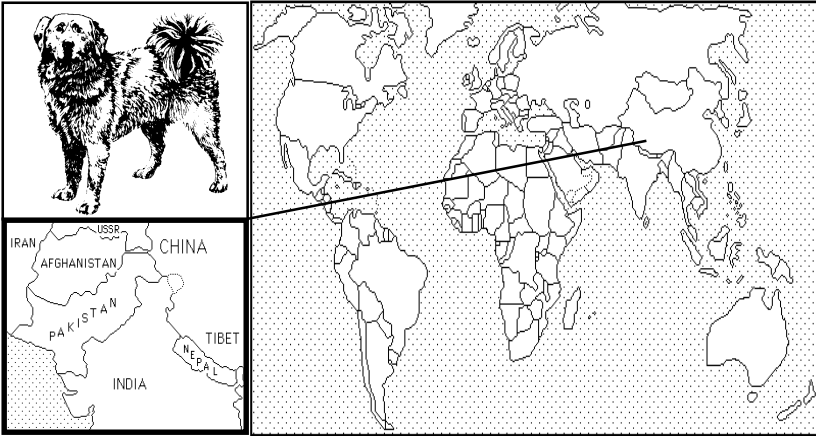 USSR
IRAN
CHINA
AFGHANISTAN
PAKISTAN
TIBET
NEPAL
INDIA